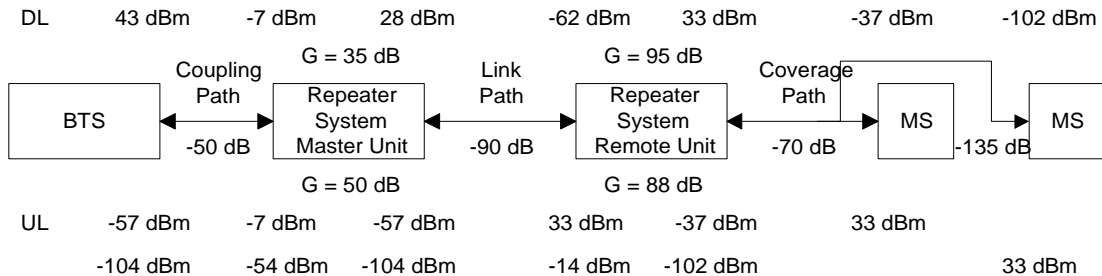 DL 43 dBm -7 dBm 28 dBm -62 dBm 33 dBm -37 dBm -102 dBm
G = 35 dB G = 95 dB
Coupling Path
Link Path
Coverage Path
BTS
Repeater System Master Unit
Repeater System Remote Unit
MS
MS
-50 dB -90 dB -70 dB -135 dB
G = 50 dB G = 88 dB
UL -57 dBm -7 dBm -57 dBm 33 dBm -37 dBm 33 dBm
-104 dBm -54 dBm -104 dBm -14 dBm -102 dBm 33 dBm